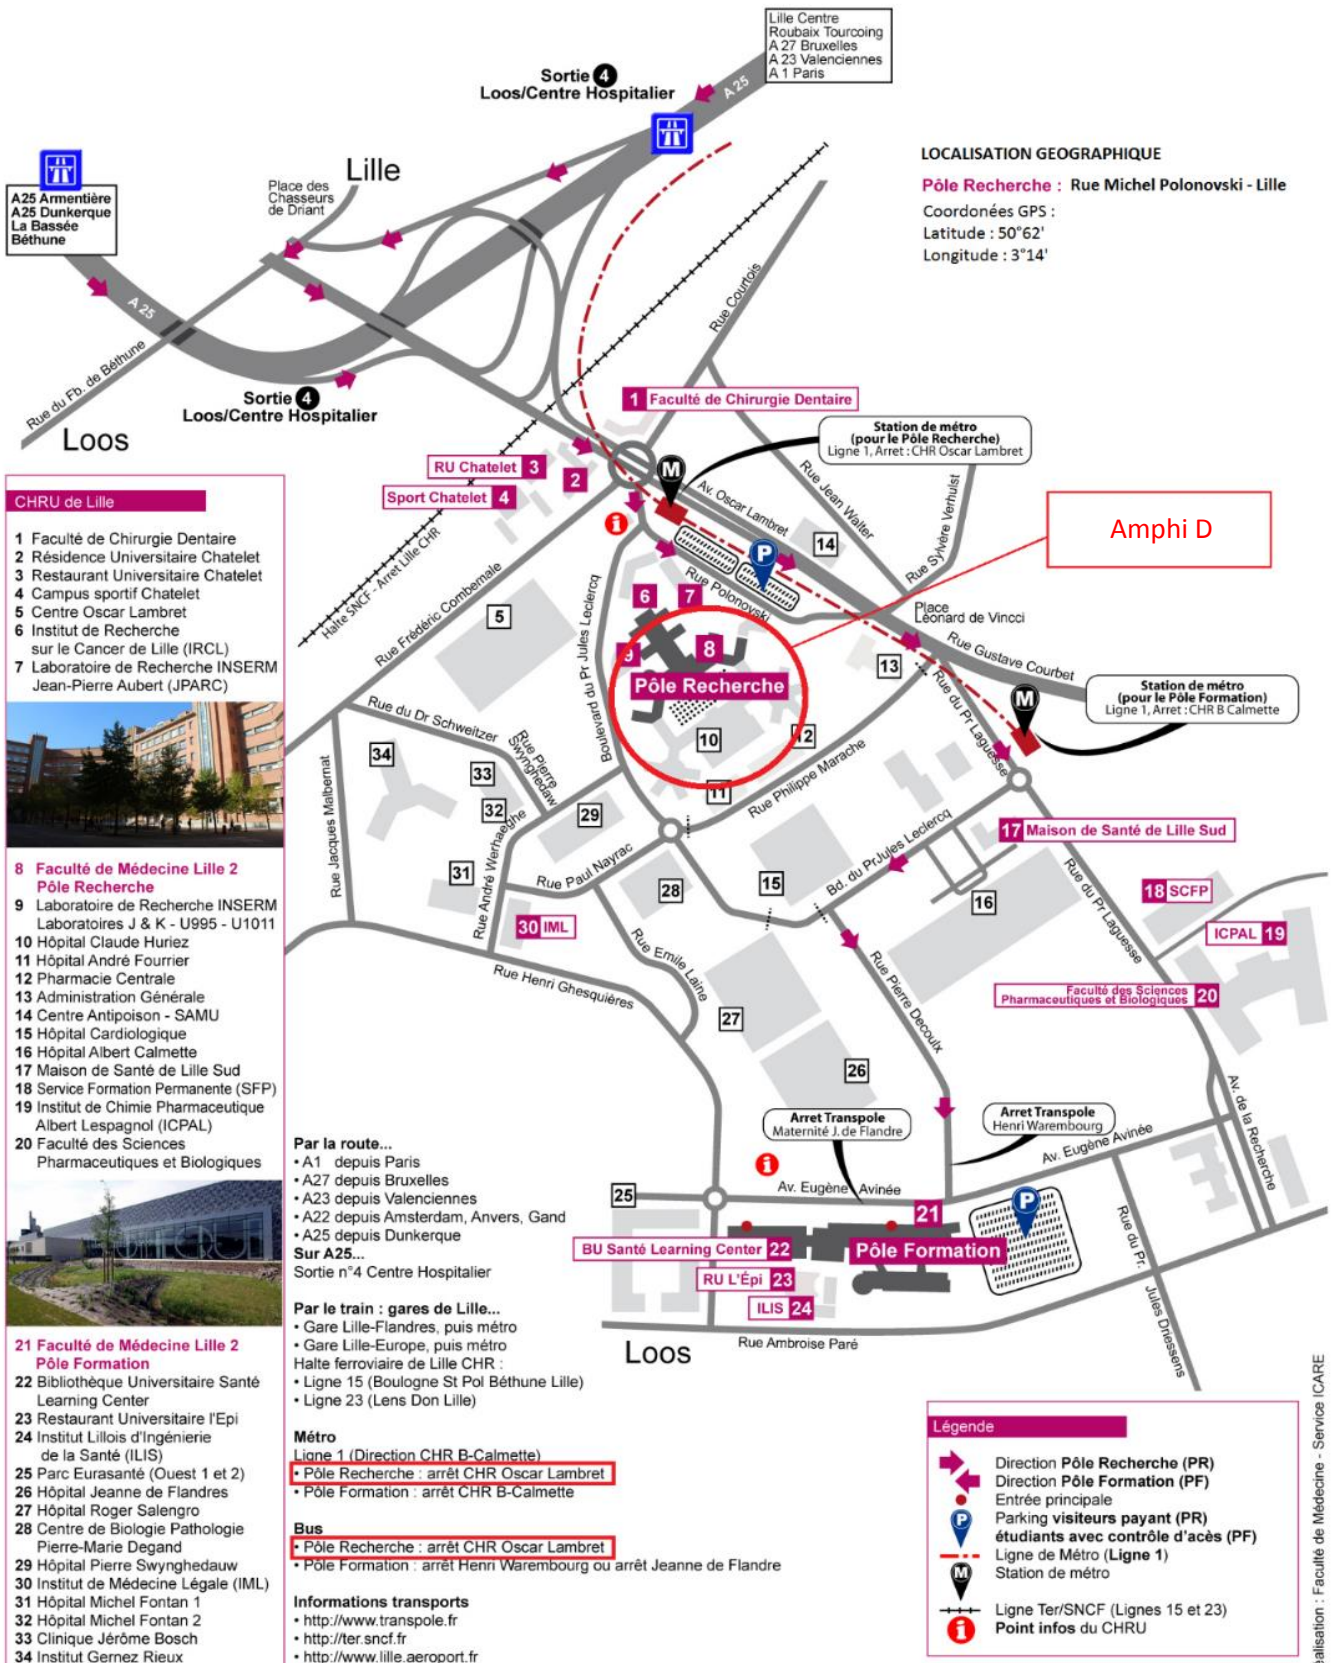 Lille Centre
Roubaix Tourcoing
A 27 Bruxelles
A 23 Valenciennes
A 1 Paris
Sortie 4
Loos/Centre Hospitalier
A 25
A25 Armentière
A25 Dunkerque
La Bassée
Béthune
Lille
Place des
Chasseurs
de Driant
LOCALISATION GEOGRAPHIQUE
Pôle Recherche : Rue Michel Polonovski - Lille
Coordonées GPS :
Latitude : 50°62'
Longitude : 3°14'
A 25
Rue du Fb. de Béthune
Sortie 4
Loos/Centre Hospitalier
Loos
Rue Courtois
1 Faculté de Chirurgie Dentaire
Station de métro
(pour le Pôle Recherche)
Ligne 1, Arret : CHR Oscar Lambret
RU Chatelet 3
2
Sport Chatelet 4
M
Av. Oscar Lambret
Rue Jean Walter
Rue Sylvère Verhulst
Amphi D
i
P
14
Halte SNCF - Arret Lille CHR
Rue Frédéric Combemale
5
Boulevard du Pr Jules Leclercq
6
7
Rue Polonovski
8
9
Pôle Recherche
10
11
12
13
Place
Léonard de Vincci
Rue Gustave Courbet
Station de métro
(pour le Pôle Formation)
Ligne 1, Arret : CHR B Calmette
M
Rue du Pr Laguesse
Rue Philippe Marache
Rue du Dr Schweitzer
Rue Pierre
Swynghedaw
34
33
32
29
31
Rue Jacques Malbernat
Rue André Werhaeghe
Rue Paul Nayrac
28
15
Bd. du PrJules Leclercq
17 Maison de Santé de Lille Sud
16
Rue du Pr Laguesse
18 SCFP
ICPAL 19
Faculté des Sciences
Pharmaceutiques et Biologiques 20
30 IML
Rue Henri Ghesquières
Rue Emile Laine
27
26
Rue Pierre Decoulx
Arret Transpole
Maternité J. de Flandre
Arret Transpole
Henri Warembourg
Av. Eugène Avinée
Av. Eugène Avinée
Av. de la Recherche
i
25
21
P
BU Santé Learning Center 22
Pôle Formation
RU L'Épi 23
ILIS 24
Rue du Pr.
Jules Driessens
Loos
Rue Ambroise Paré
CHRU de Lille
1 Faculté de Chirurgie Dentaire
2 Résidence Universitaire Chatelet
3 Restaurant Universitaire Chatelet
4 Campus sportif Chatelet
5 Centre Oscar Lambret
6 Institut de Recherche
sur le Cancer de Lille (IRCL)
7 Laboratoire de Recherche INSERM
Jean-Pierre Aubert (JPARC)
8 Faculté de Médecine Lille 2
Pôle Recherche
9 Laboratoire de Recherche INSERM
Laboratoires J & K - U995 - U1011
10 Hôpital Claude Huriez
11 Hôpital André Fourrier
12 Pharmacie Centrale
13 Administration Générale
14 Centre Antipoison - SAMU
15 Hôpital Cardiologique
16 Hôpital Albert Calmette
17 Maison de Santé de Lille Sud
18 Service Formation Permanente (SFP)
19 Institut de Chimie Pharmaceutique
Albert Lespagnol (ICPAL)
20 Faculté des Sciences
Pharmaceutiques et Biologiques
21 Faculté de Médecine Lille 2
Pôle Formation
22 Bibliothèque Universitaire Santé
Learning Center
23 Restaurant Universitaire l'Epi
24 Institut Lillois d'Ingénierie
de la Santé (ILIS)
25 Parc Eurasanté (Ouest 1 et 2)
26 Hôpital Jeanne de Flandres
27 Hôpital Roger Salengro
28 Centre de Biologie Pathologie
Pierre-Marie Degand
29 Hôpital Pierre Swynghedauw
30 Institut de Médecine Légale (IML)
31 Hôpital Michel Fontan 1
32 Hôpital Michel Fontan 2
33 Clinique Jérôme Bosch
34 Institut Gernez Rieux
Par la route...
• A1 depuis Paris
• A27 depuis Bruxelles
• A23 depuis Valenciennes
• A22 depuis Amsterdam, Anvers, Gand
• A25 depuis Dunkerque
Sur A25...
Sortie n°4 Centre Hospitalier
Par le train : gares de Lille...
• Gare Lille-Flandres, puis métro
• Gare Lille-Europe, puis métro
Halte ferroviaire de Lille CHR :
• Ligne 15 (Boulogne St Pol Béthune Lille)
• Ligne 23 (Lens Don Lille)
Métro
Ligne 1 (Direction CHR B-Calmette)
• Pôle Recherche : arrêt CHR Oscar Lambret
• Pôle Formation : arrêt CHR B-Calmette
Bus
• Pôle Recherche : arrêt CHR Oscar Lambret
• Pôle Formation : arrêt Henri Warembourg ou arrêt Jeanne de Flandre
Informations transports
• http://www.transpole.fr
• http://ter.sncf.fr
• http://www.lille.aeroport.fr
Légende
Direction Pôle Recherche (PR)
Direction Pôle Formation (PF)
Entrée principale
P Parking visiteurs payant (PR)
étudiants avec contrôle d'acès (PF)
Ligne de Métro (Ligne 1)
M Station de métro
Ligne Ter/SNCF (Lignes 15 et 23)
i Point infos du CHRU
éalisation : Faculté de Médecine - Service ICARE